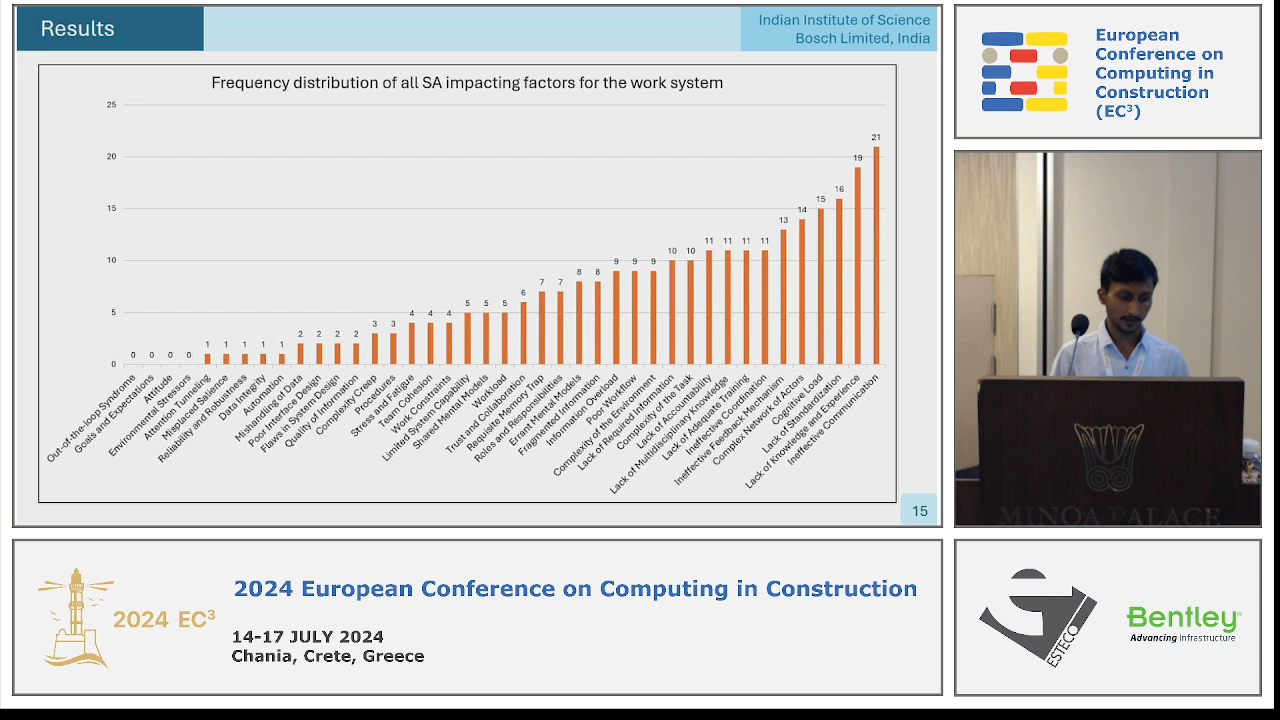 Results
Indian Institute of Science
Bosch Limited, India
Frequency distribution of all SA impacting factors for the work system
25
20
15
10
5
0
0
0
0
0
1
1
1
1
1
2
2
2
2
3
3
4
4
4
5
5
5
6
7
7
8
8
9
9
9
10
10
11
11
11
11
13
14
15
16
19
21
Out-of-the-loop Syndrome
Goals and Expectations
Attitude
Environmental Stressors
Attention Tunneling
Misplaced Salience
Reliability and Robustness
Data Integrity
Automation
Mishandling of Data
Poor Interface Design
Flaws in System Design
Quality of Information
Complexity Creep
Procedures
Stress and Fatigue
Team Cohesion
Work Constraints
Limited System Capability
Shared Mental Models
Workload
Trust and Collaboration
Requisite Memory Trap
Roles and Responsibilities
Errant Mental Models
Fragmented Information
Information Overload
Poor Workflow
Complexity of the Environment
Lack of Required information
Complexity of the Task
Lack of Accountability
Lack of Multidisciplinary Knowledge
Lack of Adequate Training
Ineffective Coordination
Ineffective Feedback Mechanism
Complex Network of Actors
Cognitive Load
Lack of Standardization
Lack of Knowledge and Experience
Ineffective Communication
15
European
Conference on
Computing in
Construction
(EC³)
MINOA PALACE
2024 EC³
2024 European Conference on Computing in Construction
14-17 JULY 2024
Chania, Crete, Greece
ESTECO
Bentley
Advancing Infrastructure